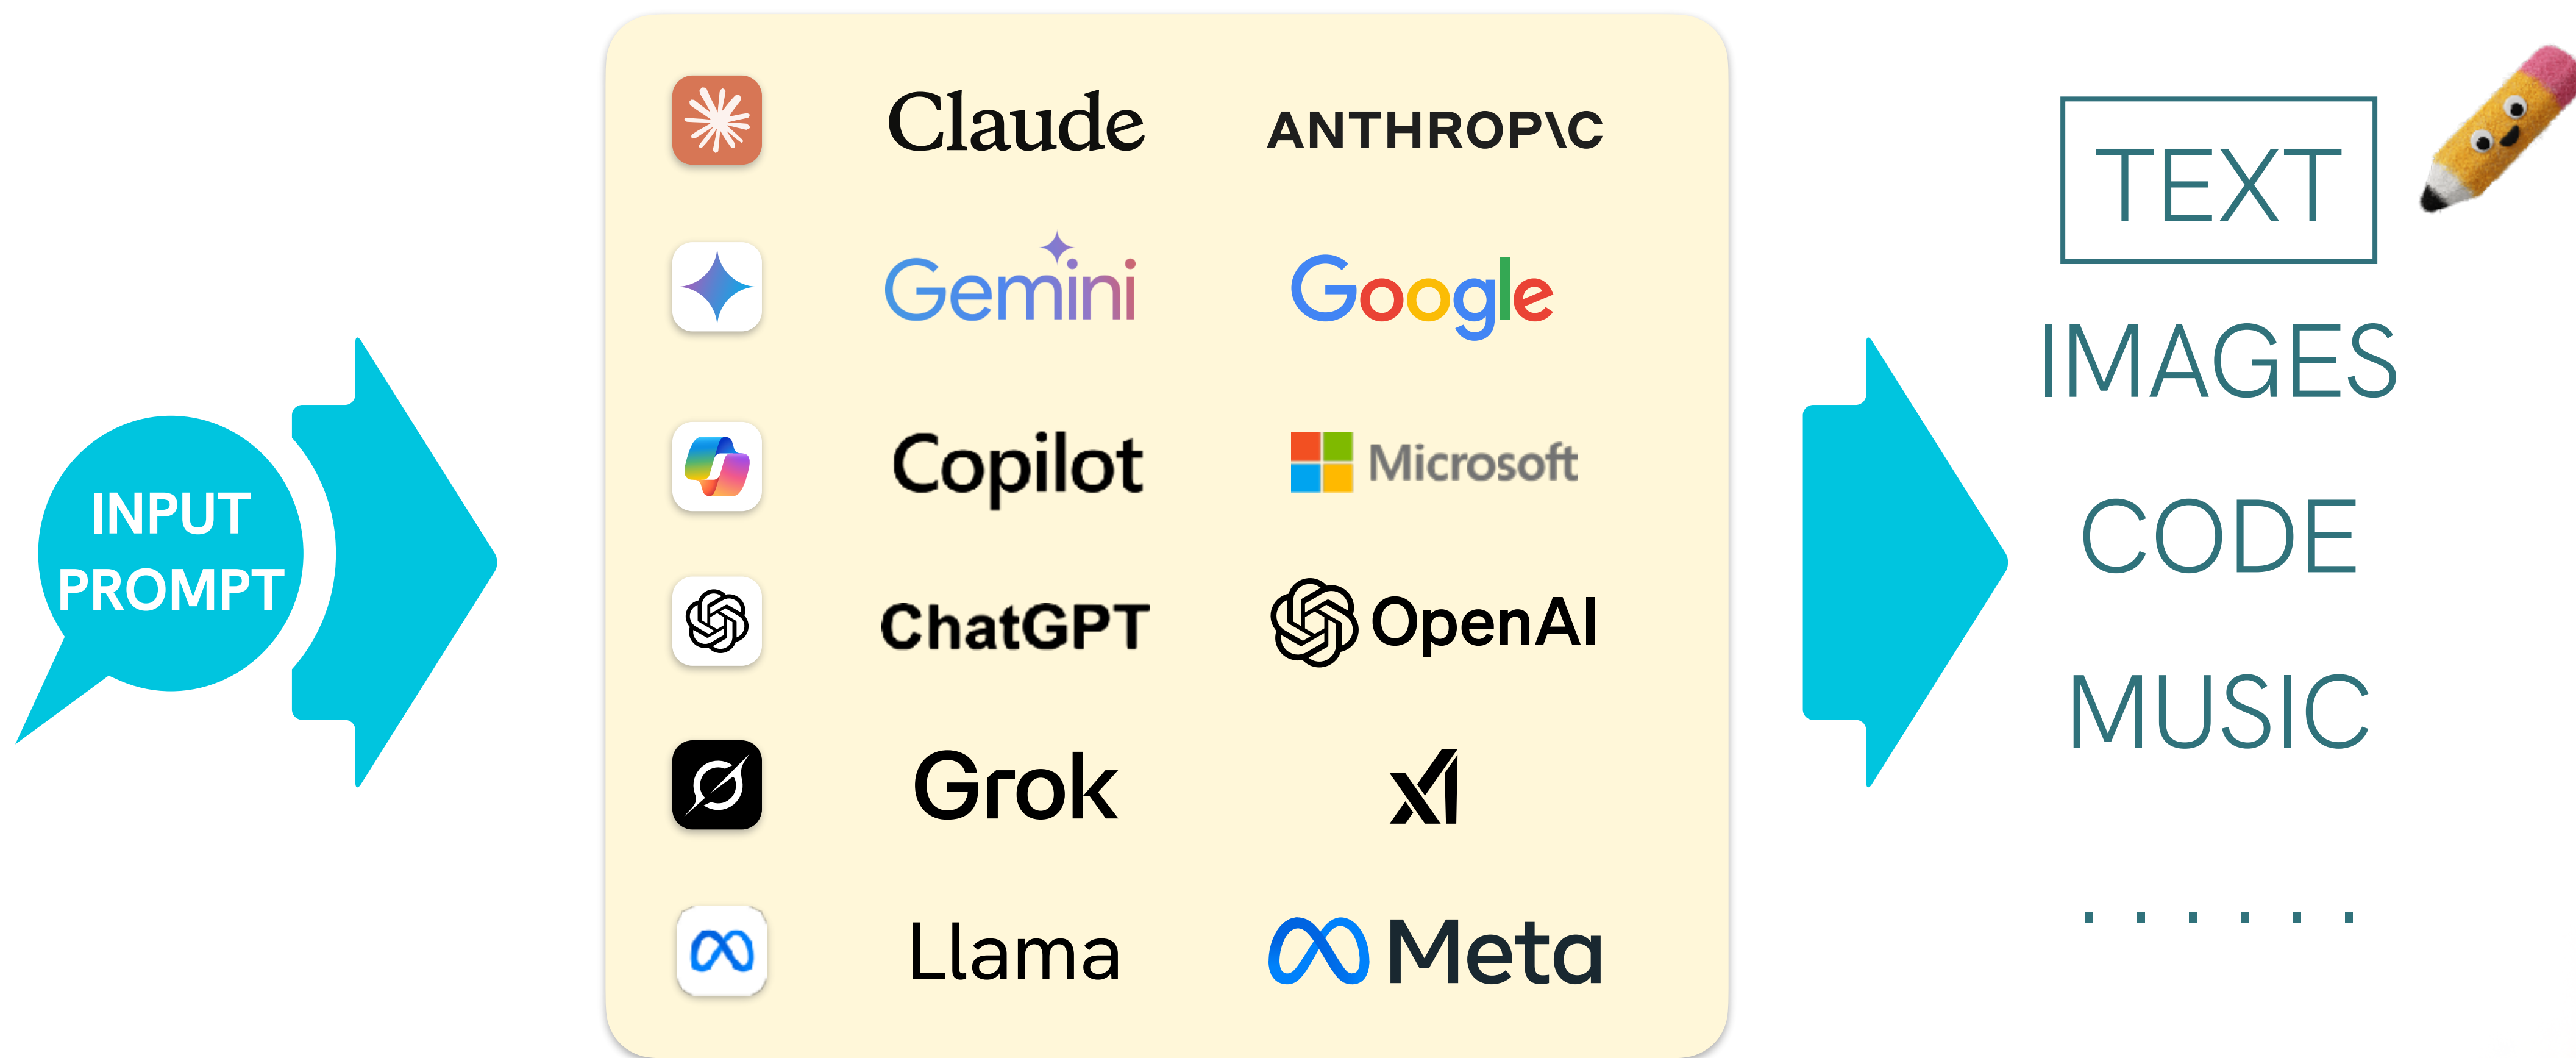 INPUT
PROMPT
Claude ANTHROP\C
Gemini Google
Copilot Microsoft
ChatGPT OpenAI
Grok xI
Llama Meta
TEXT
IMAGES
CODE
MUSIC
. . . . . .